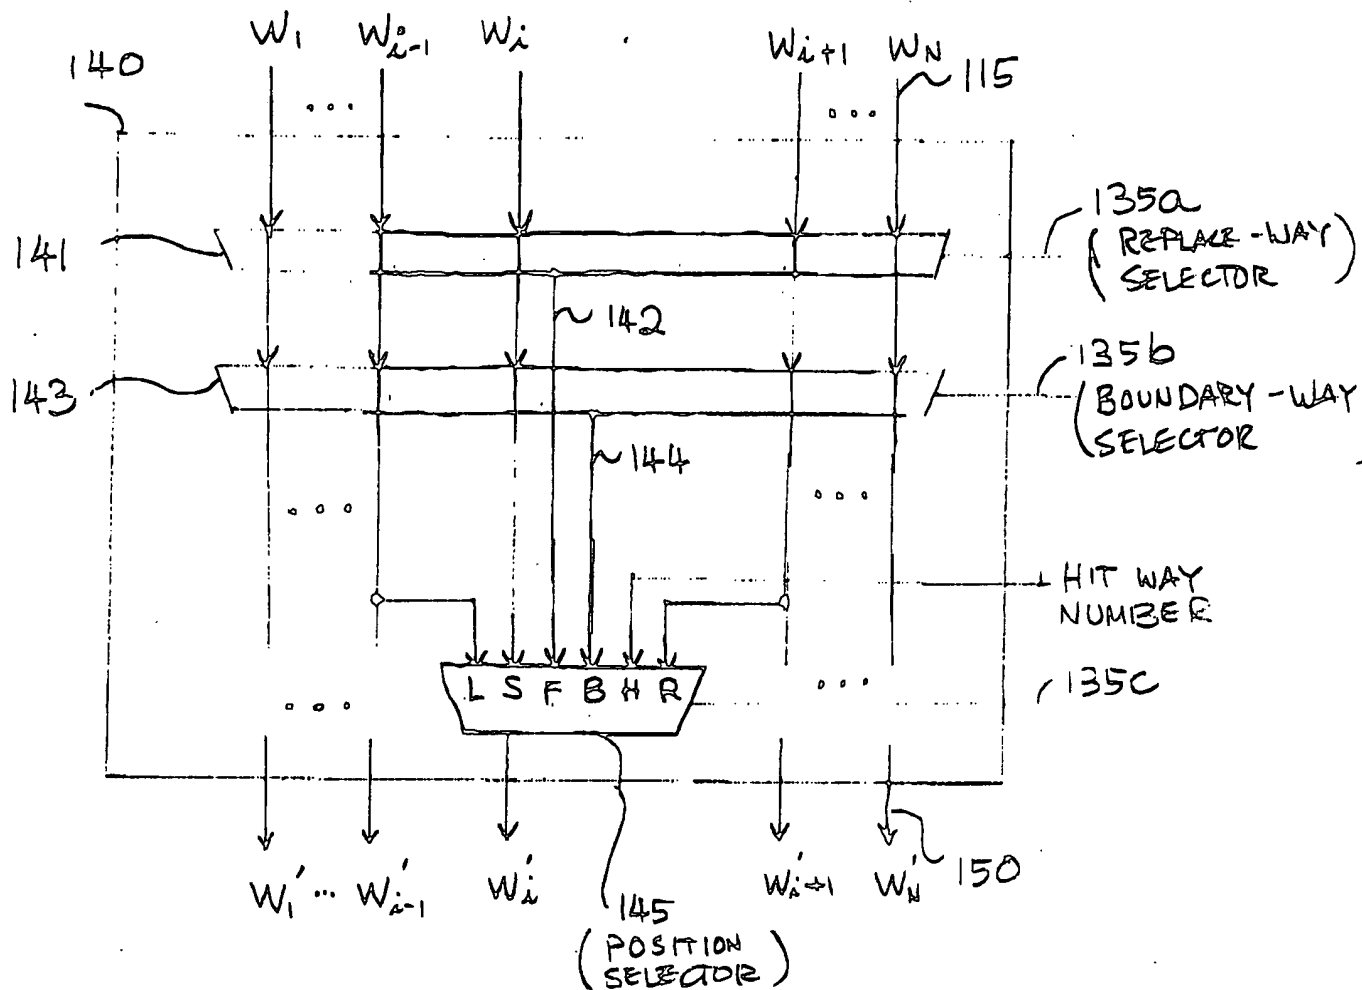 W1 Wi-1 Wi Wi+1 WN
140
115
...
...
135a
(REPLACE-WAY
SELECTOR)
141
142
135b
(BOUNDARY-WAY
SELECTOR
143
144
...
...
HIT WAY
NUMBER
L S F B H R
...
...
135c
W1' ... Wi-1' Wi' Wi+1' WN'
150
145
(POSITION
SELECTOR)